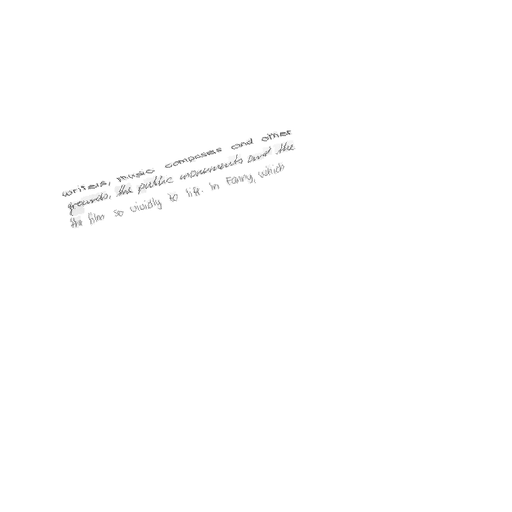 writers, music composes and other
grounds, the public monuments and the
the film so vividly to life. In Fanny, which